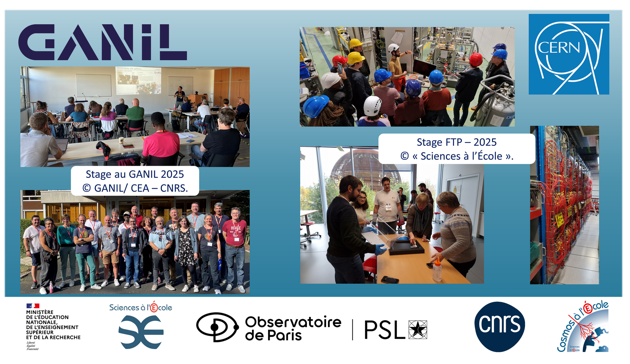 GANIL
CERN
Stage FTP – 2025
© « Sciences à l'École ».
Stage au GANIL 2025
© GANIL/ CEA – CNRS.
MINISTÈRE
DE L'ÉDUCATION
NATIONALE,
DE L'ENSEIGNEMENT
SUPÉRIEUR
ET DE LA RECHERCHE
Sciences à l'École
Observatoire
de Paris
PSL
cnrs
Cosmos à l'École